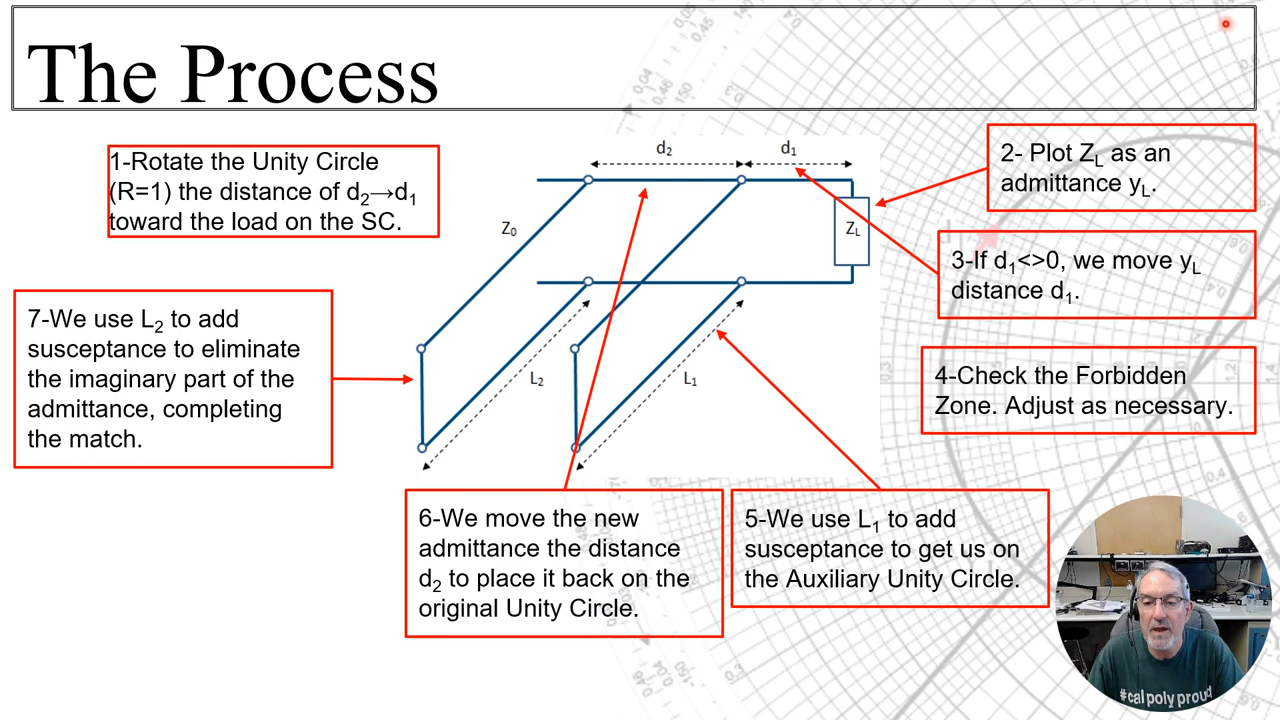 The Process
1-Rotate the Unity Circle
(R=1) the distance of d₂→d₁
toward the load on the SC.
d₂
d₁
Z₀
Z_L
L₂
L₁
2- Plot Z_L as an
admittance y_L.
3-If d₁<>0, we move y_L
distance d₁.
4-Check the Forbidden
Zone. Adjust as necessary.
5-We use L₁ to add
susceptance to get us on
the Auxiliary Unity Circle.
6-We move the new
admittance the distance
d₂ to place it back on the
original Unity Circle.
7-We use L₂ to add
susceptance to eliminate
the imaginary part of the
admittance, completing
the match.
#cal poly proud